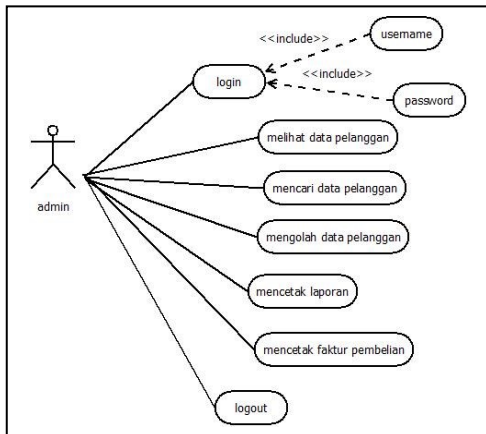 username
<<include>>
login
<<include>>
password
melihat data pelanggan
admin
mencari data pelanggan
mengolah data pelanggan
mencetak laporan
mencetak faktur pembelian
logout